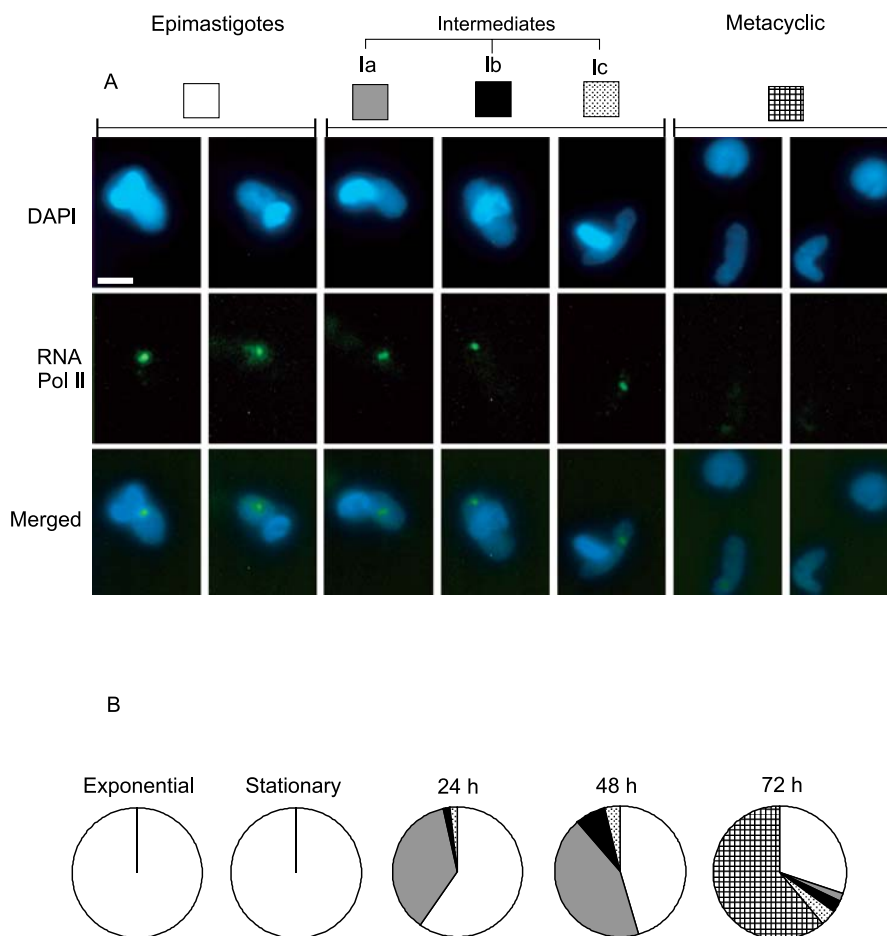 Epimastigotes Intermediates Metacyclic
Ia Ib Ic
A
DAPI
RNA
Pol II
Merged
B
Exponential Stationary 24 h 48 h 72 h